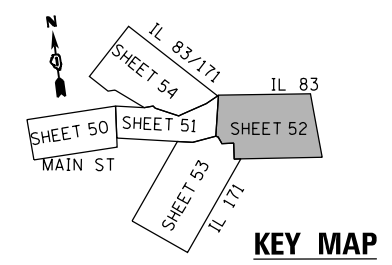 N
IL 83/171
SHEET 54
IL 83
SHEET 50
SHEET 51
SHEET 52
MAIN ST
SHEET 53
IL 171
KEY MAP